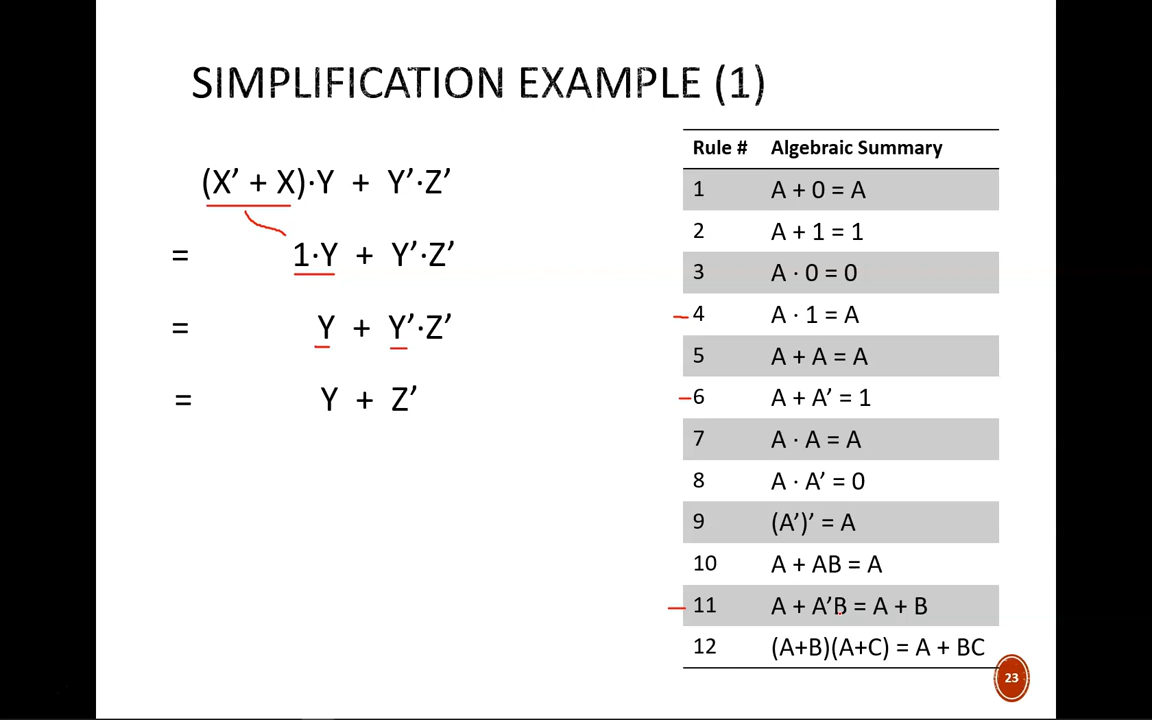 SIMPLIFICATION EXAMPLE (1)
(X’ + X)·Y + Y’·Z’
= 1·Y + Y’·Z’
= Y + Y’·Z’
= Y + Z’
Rule # Algebraic Summary
1 A + 0 = A
2 A + 1 = 1
3 A · 0 = 0
4 A · 1 = A
5 A + A = A
6 A + A’ = 1
7 A · A = A
8 A · A’ = 0
9 (A’)’ = A
10 A + AB = A
11 A + A’B = A + B
12 (A+B)(A+C) = A + BC
23